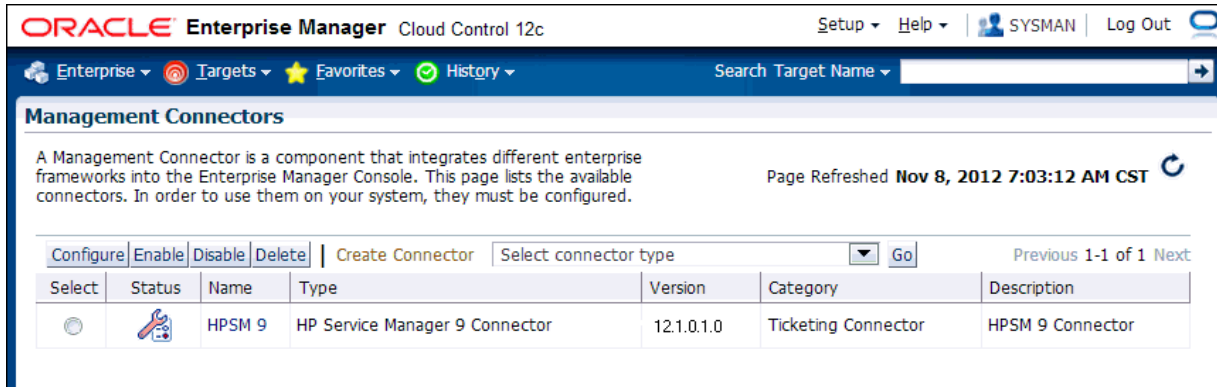 ORACLE Enterprise Manager Cloud Control 12c Setup Help SYSMAN Log Out
Enterprise Targets Favorites History Search Target Name
Management Connectors
A Management Connector is a component that integrates different enterprise
frameworks into the Enterprise Manager Console. This page lists the available
connectors. In order to use them on your system, they must be configured.
Page Refreshed Nov 8, 2012 7:03:12 AM CST
Configure Enable Disable Delete | Create Connector Select connector type Go Previous 1-1 of 1 Next
Select Status Name Type Version Category Description
HPSM 9 HP Service Manager 9 Connector 12.1.0.1.0 Ticketing Connector HPSM 9 Connector